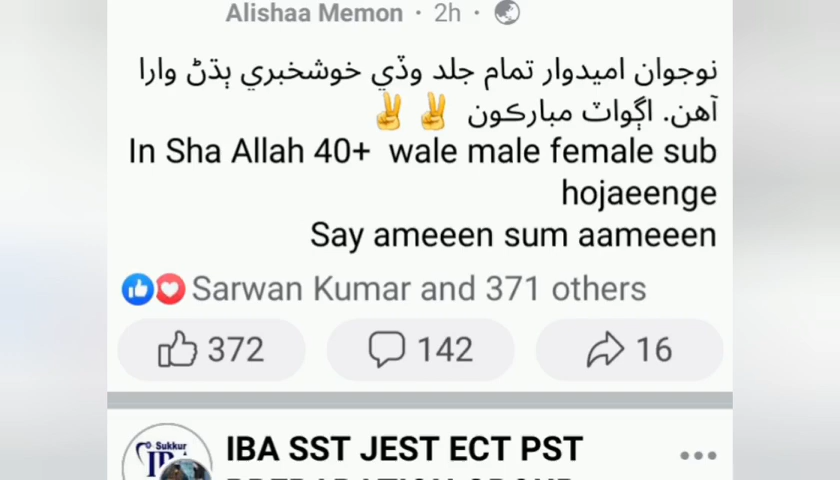 Alishaa Memon · 2h ·
نوجوان اميدوار تمام جلد وڏي خوشخبري ٻڌڻ وارا
آهن. اڳواٽ مبارڪون ✌️ ✌️
In Sha Allah 40+ wale male female sub
hojaeenge
Say ameeen sum aameeen
Sarwan Kumar and 371 others
372 142 16
Sukkur
IBA SST JEST ECT PST